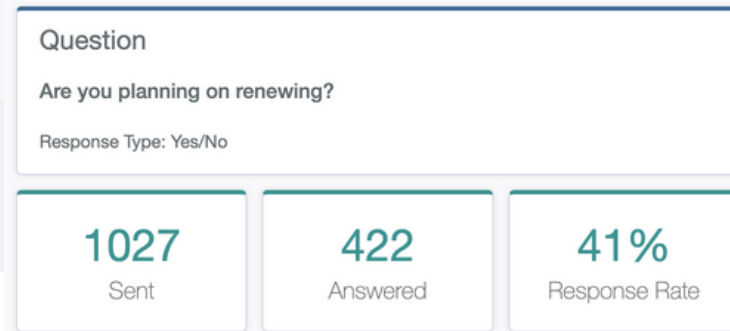 Question
Are you planning on renewing?
Response Type: Yes/No
1027 422 41%
Sent Answered Response Rate